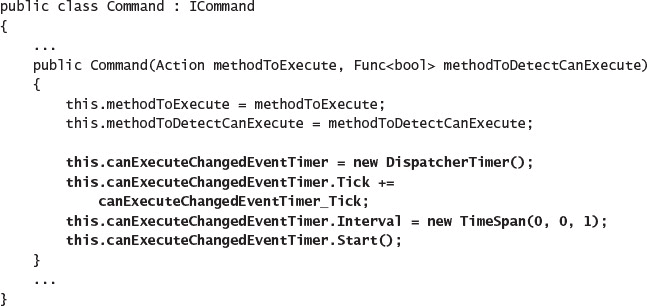 public class Command : ICommand
{
    ...
    public Command(Action methodToExecute, Func<bool> methodToDetectCanExecute)
    {
        this.methodToExecute = methodToExecute;
        this.methodToDetectCanExecute = methodToDetectCanExecute;

        this.canExecuteChangedEventTimer = new DispatcherTimer();
        this.canExecuteChangedEventTimer.Tick +=
            canExecuteChangedEventTimer_Tick;
        this.canExecuteChangedEventTimer.Interval = new TimeSpan(0, 0, 1);
        this.canExecuteChangedEventTimer.Start();
    }
    ...
}